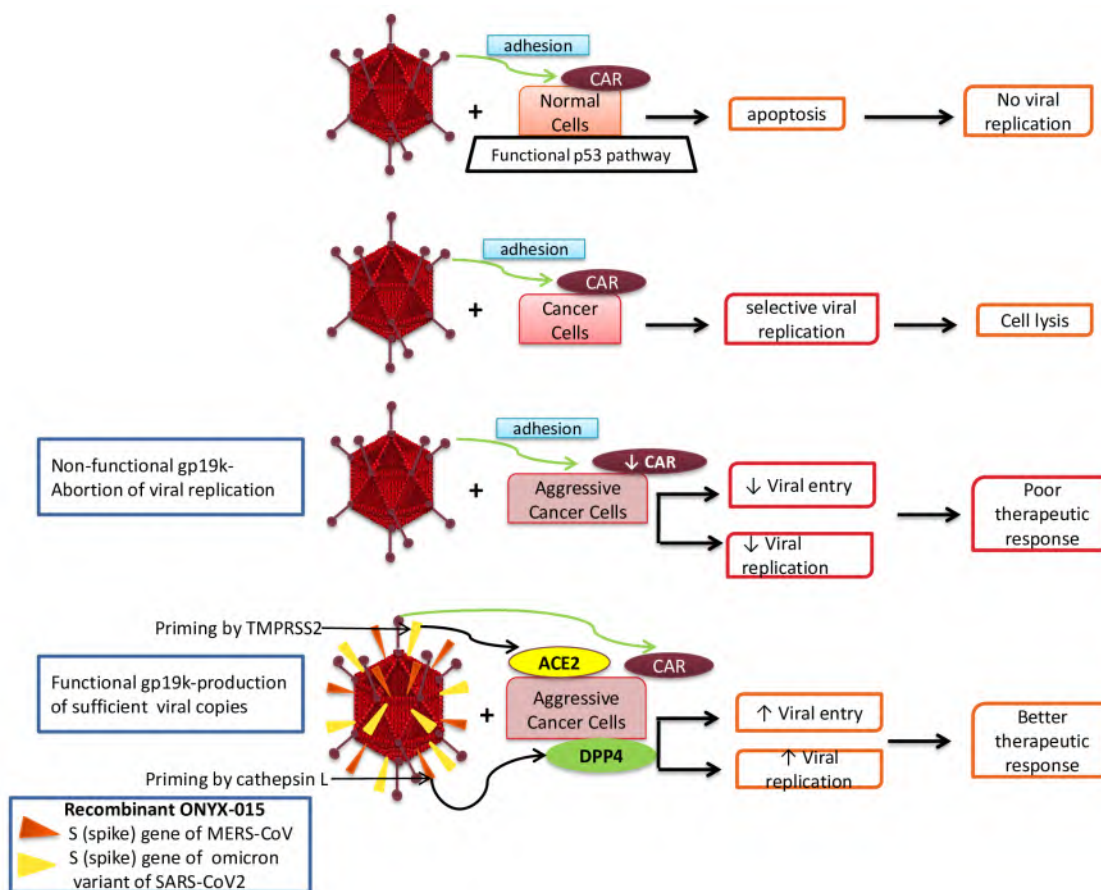 adhesion
CAR
Normal
Cells
Functional p53 pathway
+
apoptosis
No viral
replication
adhesion
CAR
+
Cancer
Cells
selective viral
replication
Cell lysis
Non-functional gp19k-
Abortion of viral replication
adhesion
↓ CAR
+
Aggressive
Cancer Cells
↓ Viral entry
↓ Viral
replication
Poor
therapeutic
response
Priming by TMPRSS2
Functional gp19k-production
of sufficient viral copies
Priming by cathepsin L
ACE2
CAR
+
Aggressive
Cancer Cells
DPP4
↑ Viral entry
↑ Viral
replication
Better
therapeutic
response
Recombinant ONYX-015
S (spike) gene of MERS-CoV
S (spike) gene of omicron
variant of SARS-CoV2